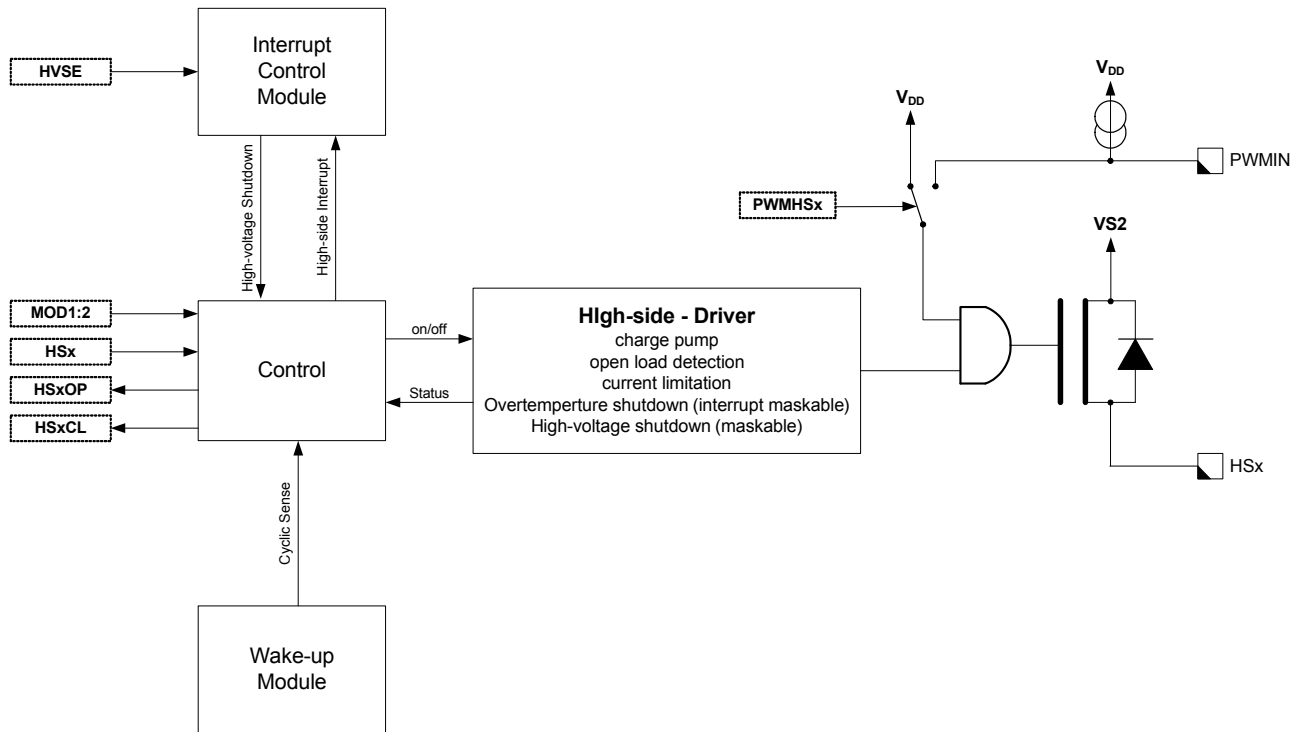 Interrupt
Control
Module
HVSE
High-voltage Shutdown
High-side Interrupt
VDD
VDD
PWMIN
PWMHSx
VS2
MOD1:2
HSx
HSxOP
HSxCL
Control
on/off
Status
HIgh-side - Driver
charge pump
open load detection
current limitation
Overtemperture shutdown (interrupt maskable)
High-voltage shutdown (maskable)
HSx
Cyclic Sense
Wake-up
Module